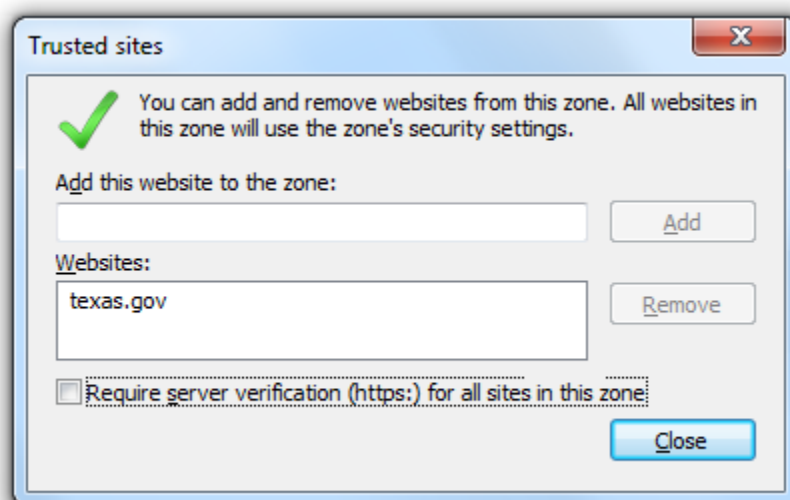 Trusted sites
You can add and remove websites from this zone. All websites in
this zone will use the zone's security settings.
Add this website to the zone:
Add
Websites:
texas.gov
Remove
Require server verification (https:) for all sites in this zone
Close